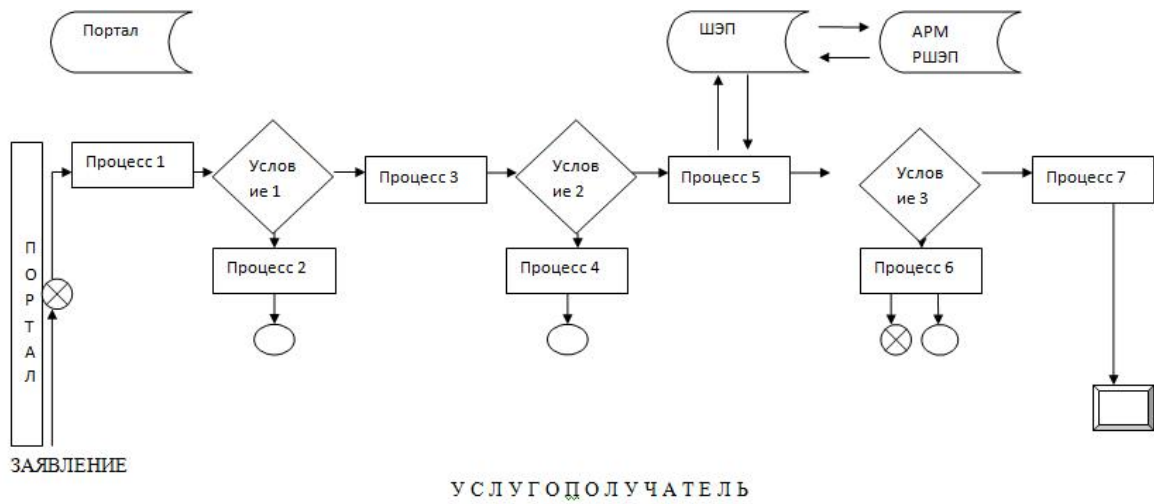 Портал
ШЭП
АРМ
РШЭП
Процесс 1
Услов
ие 1
Процесс 3
Услов
ие 2
Процесс 5
Услов
ие 3
Процесс 7
Процесс 2
Процесс 4
Процесс 6
П
О
Р
Т
А
Л
ЗАЯВЛЕНИЕ
У С Л У Г О П О Л У Ч А Т Е Л Ь